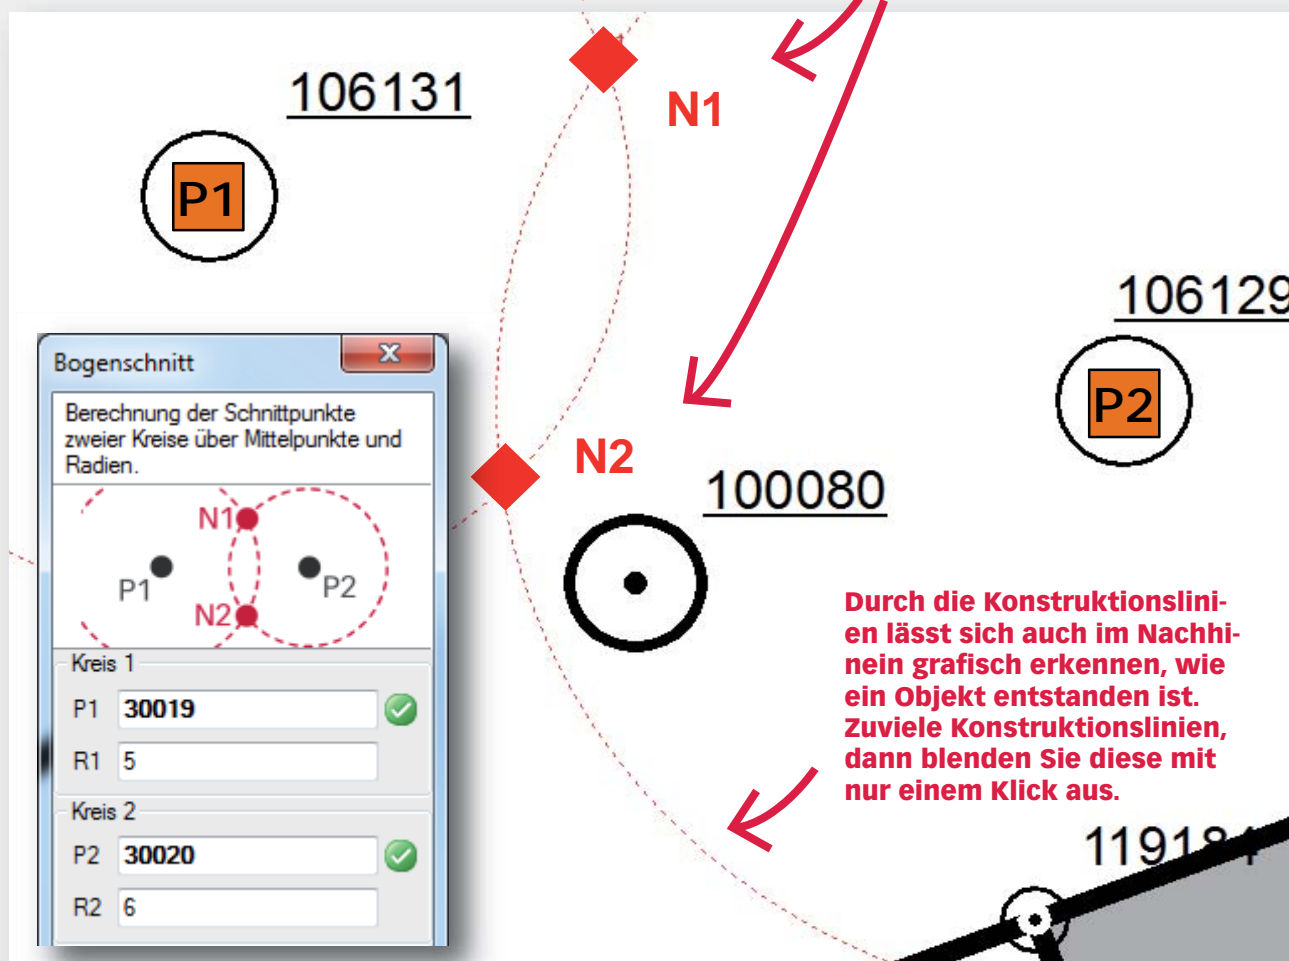 106131
N1
P1
106129
P2
N2
100080
Bogenschnitt
Berechnung der Schnittpunkte
zweier Kreise über Mittelpunkte und
Radien.
N1
P1
P2
N2
Kreis 1
P1 30019
R1 5
Kreis 2
P2 30020
R2 6
Durch die Konstruktionslini-
en lässt sich auch im Nachhi-
nein grafisch erkennen, wie
ein Objekt entstanden ist.
Zuviele Konstruktionslinien,
dann blenden Sie diese mit
nur einem Klick aus.
119184